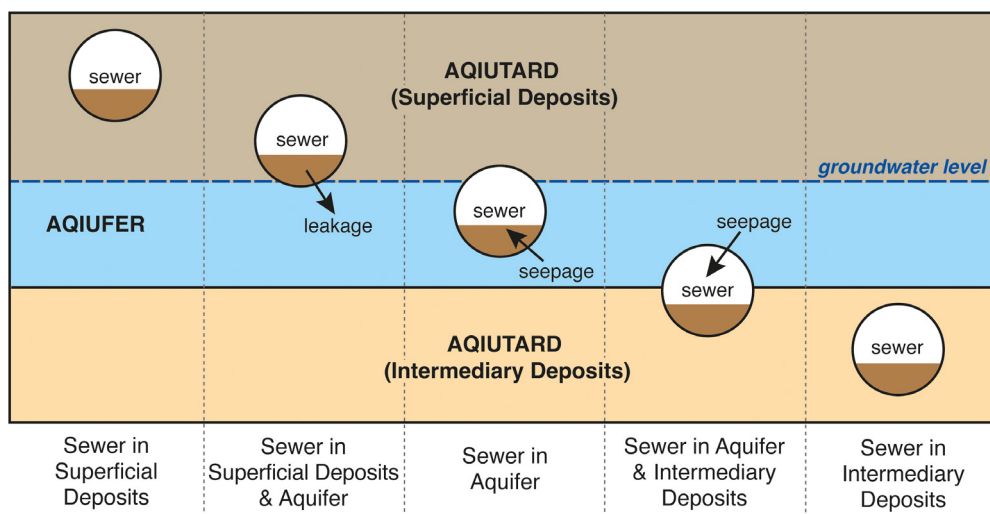 sewer
AQIUTARD
(Superficial Deposits)
sewer
groundwater level
AQIUFER
leakage
sewer
seepage
seepage
sewer
AQIUTARD
(Intermediary Deposits)
sewer
Sewer in
Superficial
Deposits
Sewer in
Superficial Deposits
& Aquifer
Sewer in
Aquifer
Sewer in Aquifer
& Intermediary
Deposits
Sewer in
Intermediary
Deposits